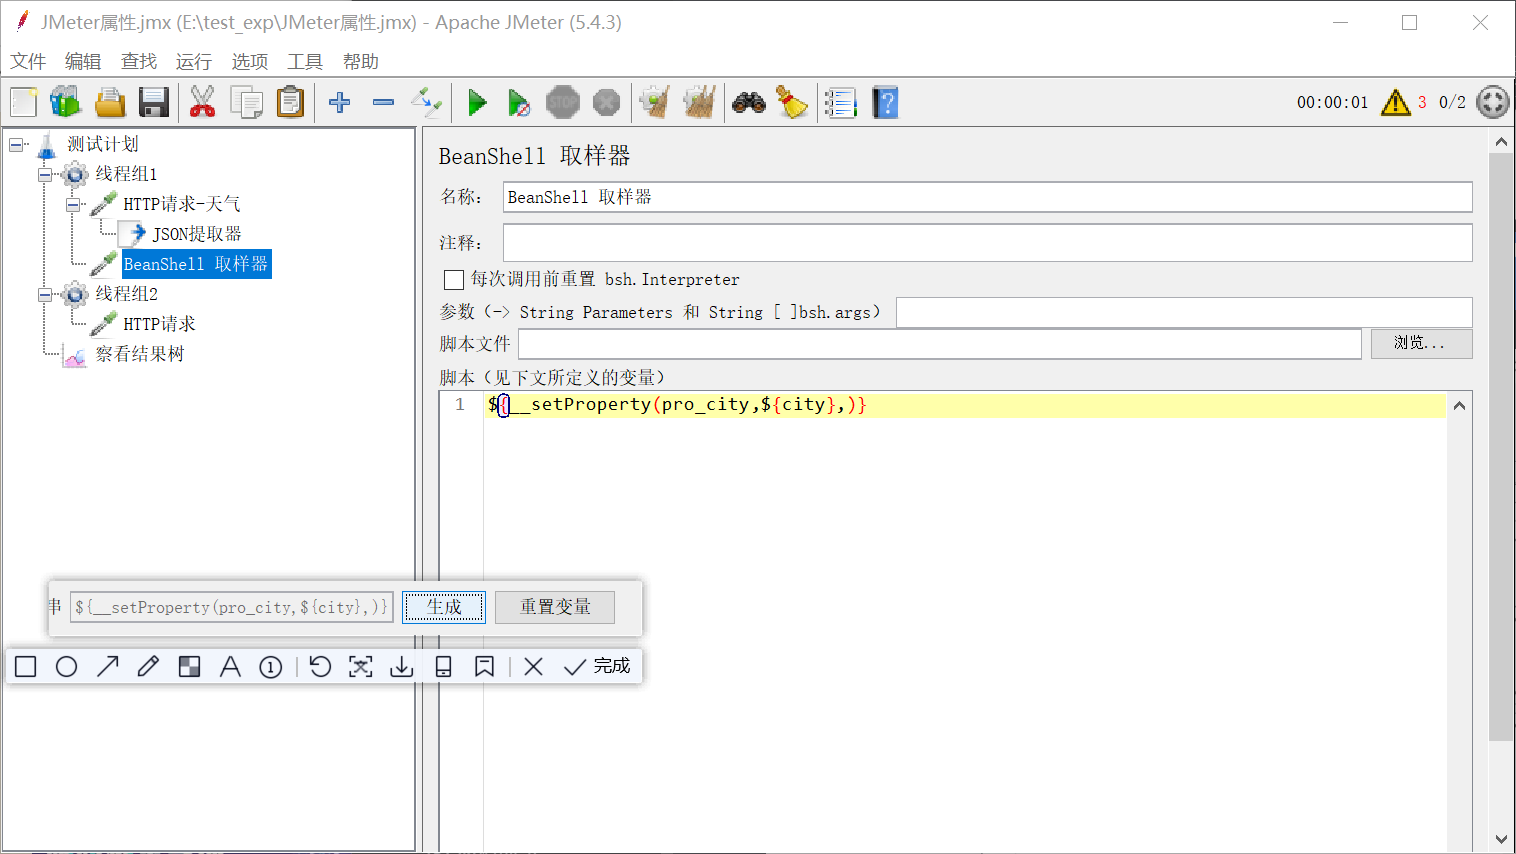 JMeter属性.jmx (E:\test_exp\JMeter属性.jmx) - Apache JMeter (5.4.3)
文件 编辑 查找 运行 选项 工具 帮助
STOP
00:00:01 3 0/2
测试计划
线程组1
HTTP请求-天气
JSON提取器
BeanShell 取样器
线程组2
HTTP请求
察看结果树
BeanShell 取样器
名称: BeanShell 取样器
注释:
每次调用前重置 bsh.Interpreter
参数 (-> String Parameters 和 String [ ]bsh.args)
脚本文件 浏览...
脚本 (见下文所定义的变量)
1 ${__setProperty(pro_city,${city},)}
串 ${__setProperty(pro_city,${city},)} 生成 重置变量
A 1 文 完成